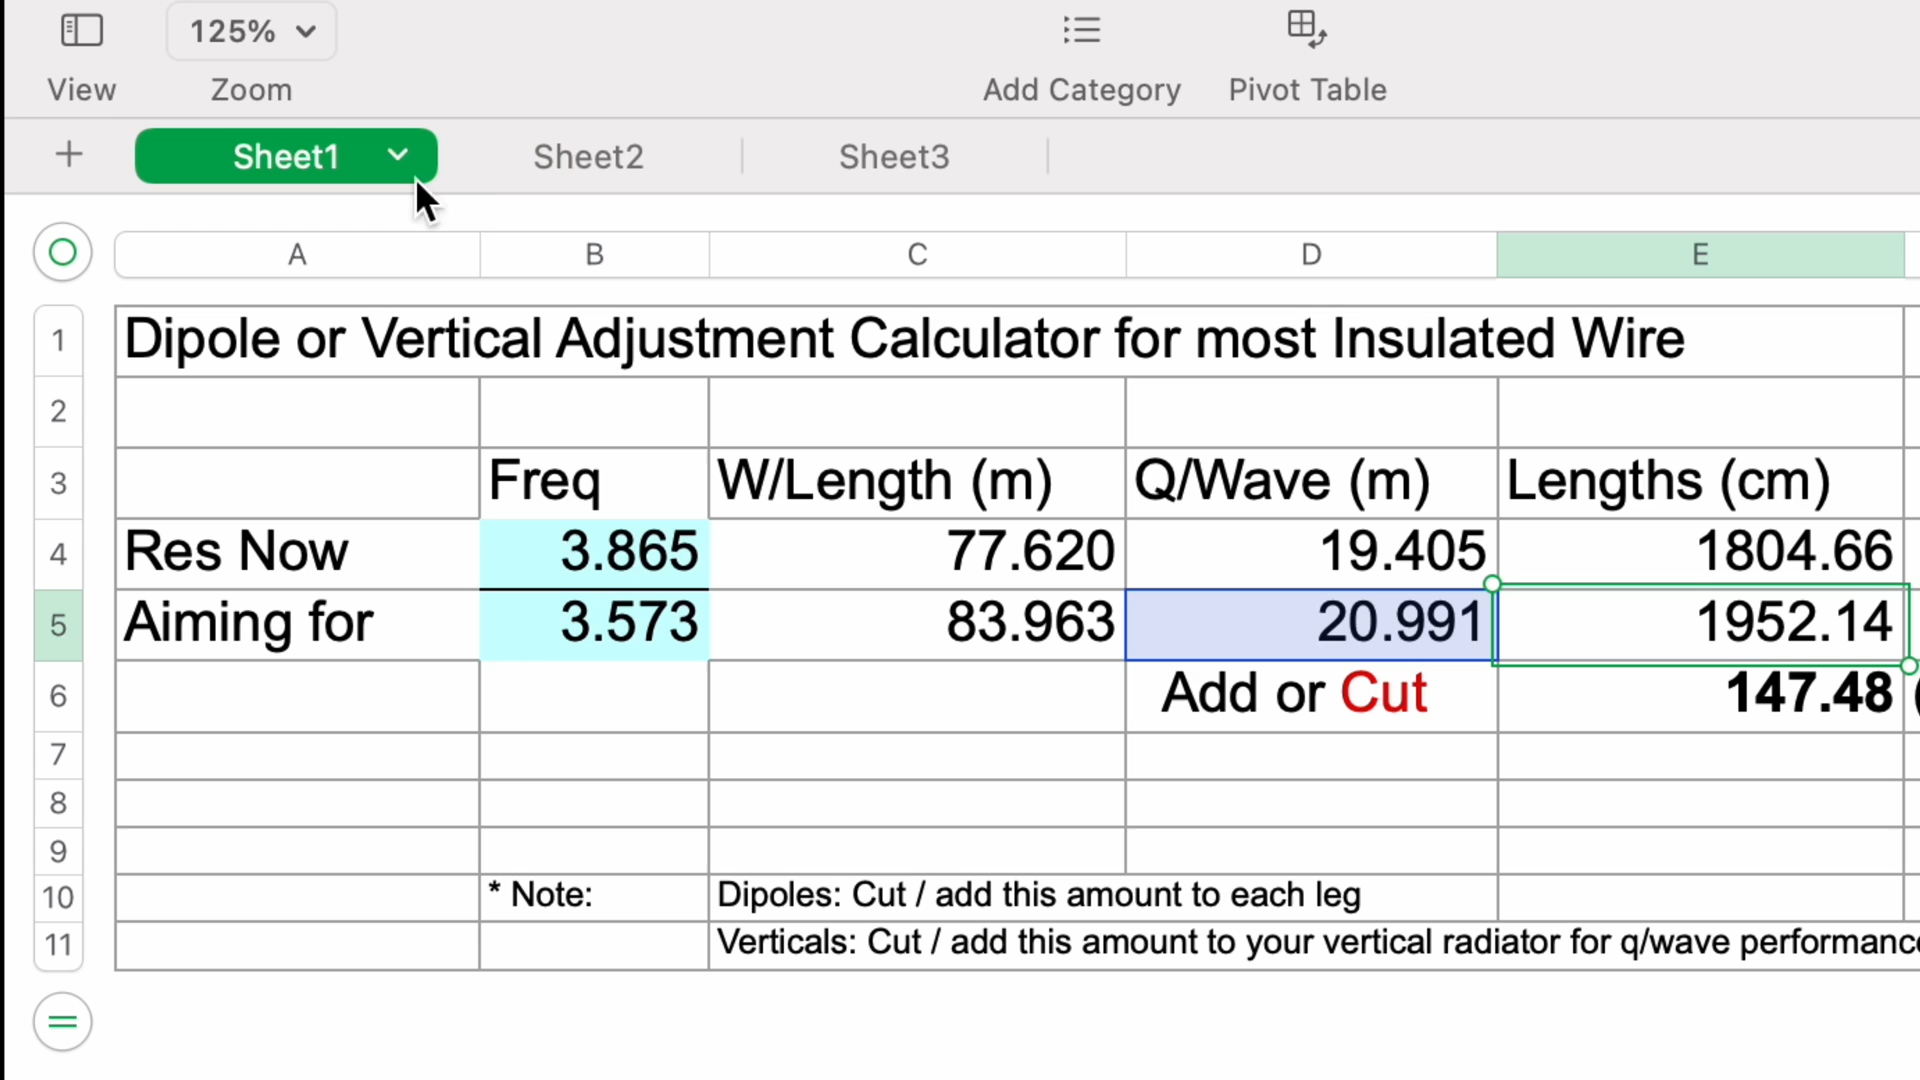 125%
View Zoom Add Category Pivot Table
+ Sheet1 Sheet2 Sheet3
A B C D E
1 Dipole or Vertical Adjustment Calculator for most Insulated Wire
2
3 Freq W/Length (m) Q/Wave (m) Lengths (cm)
4 Res Now 3.865 77.620 19.405 1804.66
5 Aiming for 3.573 83.963 20.991 1952.14
6 Add or Cut 147.48 (
7
8
9
10 * Note: Dipoles: Cut / add this amount to each leg
11 Verticals: Cut / add this amount to your vertical radiator for q/wave performance